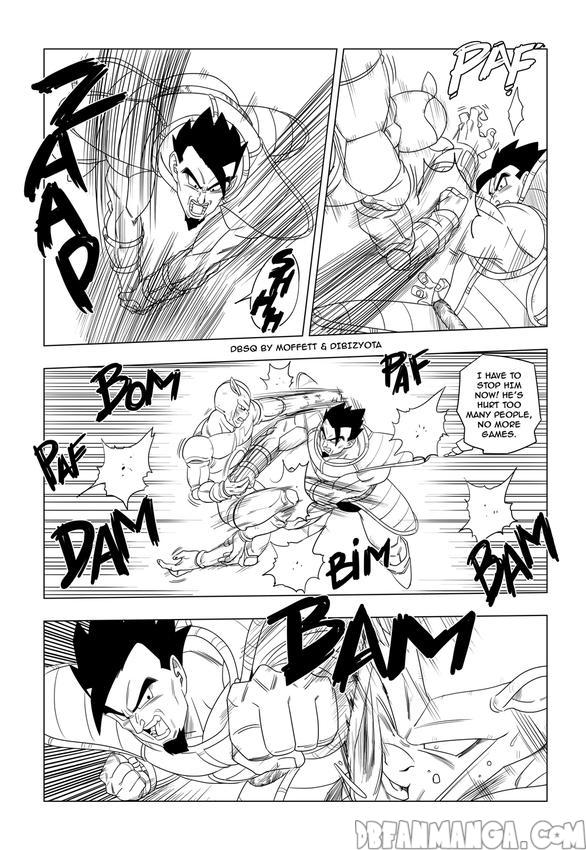 ZAAP
SHHH
PAF
DBSQ BY MOFFETT & DIBIZYOTA
BOM
PAF
I HAVE TO
STOP HIM
NOW! HE'S
HURT TOO
MANY PEOPLE,
NO MORE
GAMES.
PAF
DAM
BIM
BAM
BAM
DBFANMANGA.COM